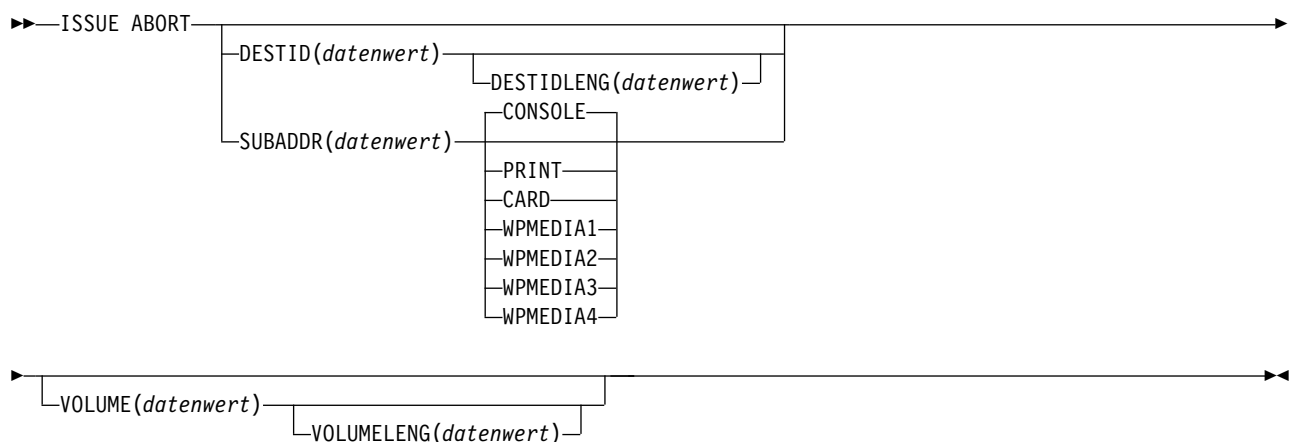 ISSUE ABORT
DESTID(datenwert)
DESTIDLENG(datenwert)
CONSOLE
SUBADDR(datenwert)
PRINT
CARD
WPMEDIA1
WPMEDIA2
WPMEDIA3
WPMEDIA4
VOLUME(datenwert)
VOLUMELENG(datenwert)